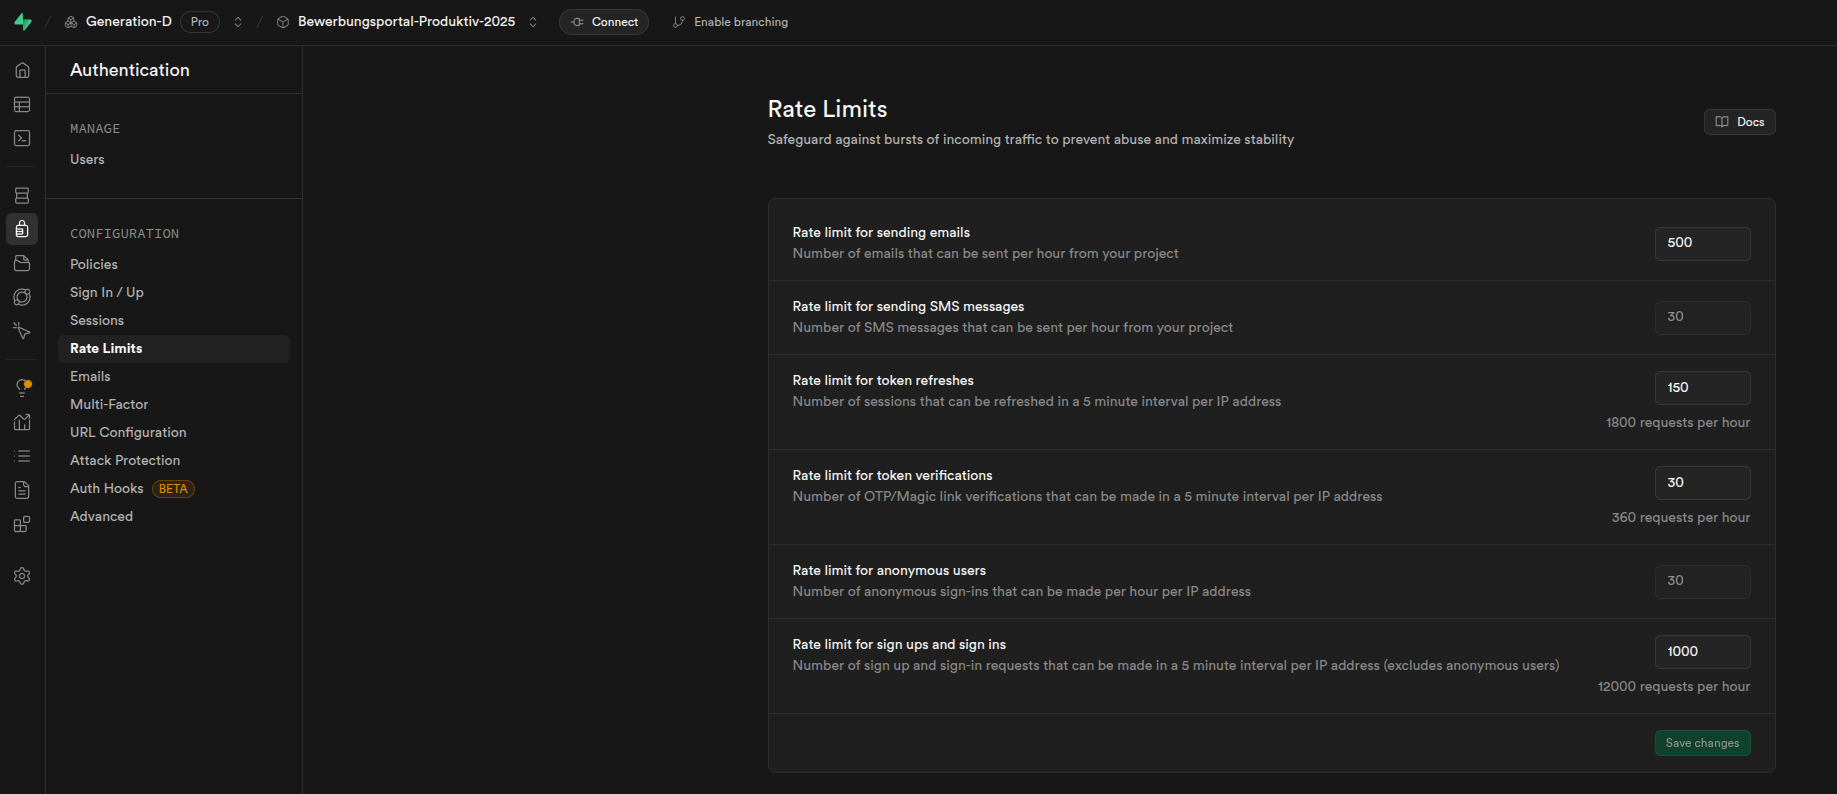 Generation-D
Pro
Bewerbungsportal-Produktiv-2025
Connect
Enable branching
Authentication
MANAGE
Users
CONFIGURATION
Policies
Sign In / Up
Sessions
Rate Limits
Emails
Multi-Factor
URL Configuration
Attack Protection
Auth Hooks BETA
Advanced
Rate Limits
Safeguard against bursts of incoming traffic to prevent abuse and maximize stability
Docs
Rate limit for sending emails
Number of emails that can be sent per hour from your project
500
Rate limit for sending SMS messages
Number of SMS messages that can be sent per hour from your project
30
Rate limit for token refreshes
Number of sessions that can be refreshed in a 5 minute interval per IP address
150
1800 requests per hour
Rate limit for token verifications
Number of OTP/Magic link verifications that can be made in a 5 minute interval per IP address
30
360 requests per hour
Rate limit for anonymous users
Number of anonymous sign-ins that can be made per hour per IP address
30
Rate limit for sign ups and sign ins
Number of sign up and sign-in requests that can be made in a 5 minute interval per IP address (excludes anonymous users)
1000
12000 requests per hour
Save changes